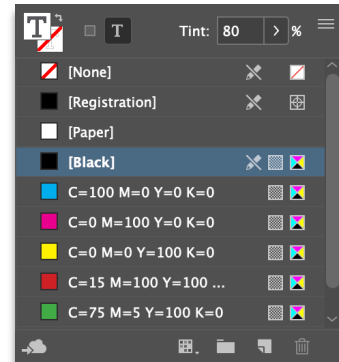 T T Tint: 80 > %
[None]
[Registration]
[Paper]
[Black]
C=100 M=0 Y=0 K=0
C=0 M=100 Y=0 K=0
C=0 M=0 Y=100 K=0
C=15 M=100 Y=100 ...
C=75 M=5 Y=100 K=0